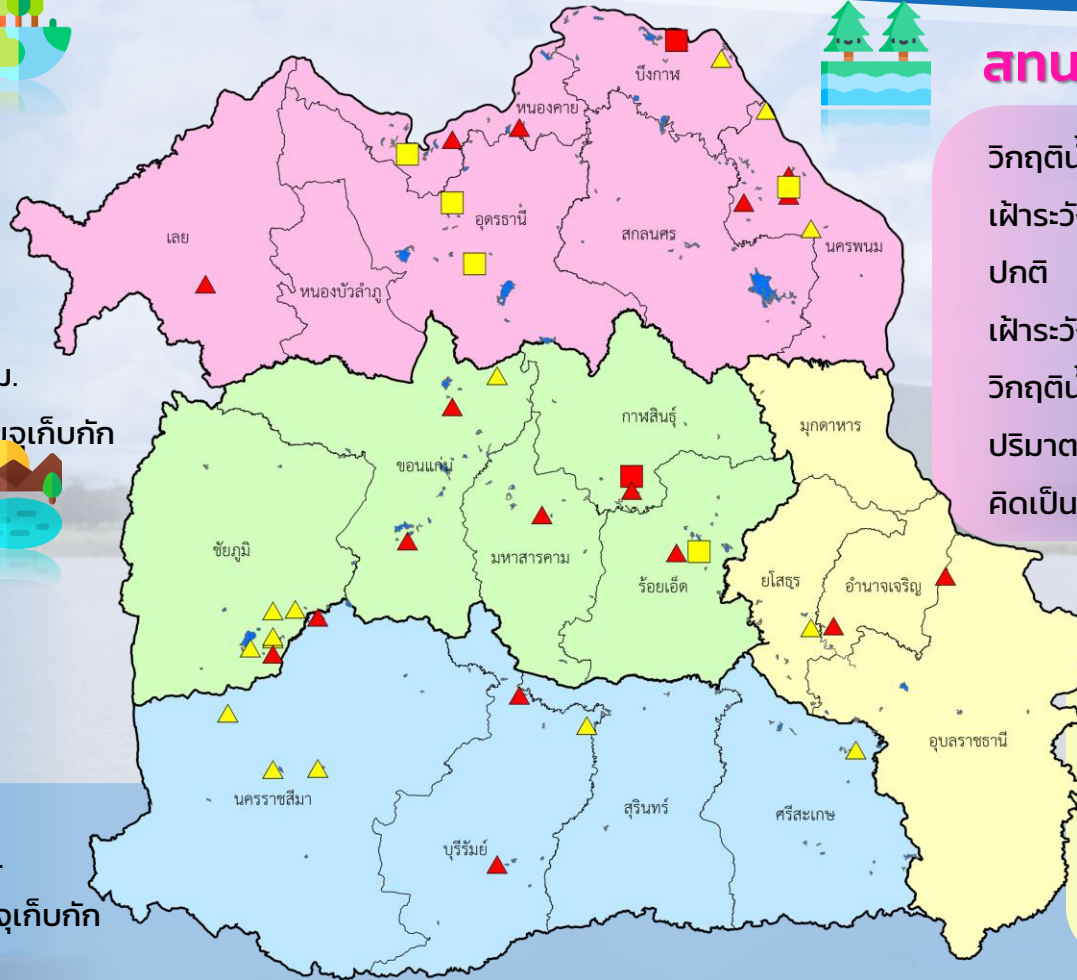 สทน
บึงกาฬ
หนองคาย
เลย
อุดรธานี
สกลนคร
นครพนม
หนองบัวลำภู
วิกฤติน้
เฝ้าระวัง
ปกติ
เฝ้าระวัง
วิกฤติน้
ปริมาต
คิดเป็น
ม.
จุเก็บกัก
กาฬสินธุ์
มุกดาหาร
ขอนแก่น
ชัยภูมิ
มหาสารคาม
ร้อยเอ็ด
ยโสธร
อำนาจเจริญ
อุบลราชธานี
นครราชสีมา
สุรินทร์
ศรีสะเกษ
บุรีรัมย์
จุเก็บกัก